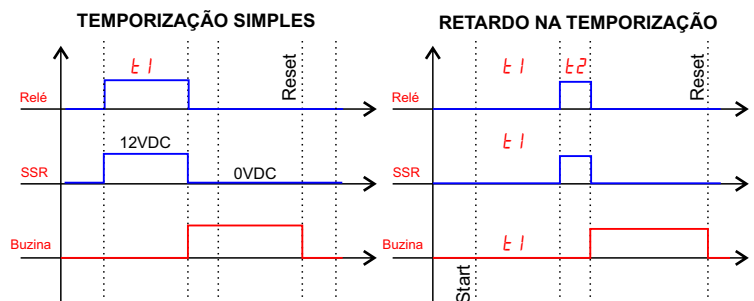 TEMPORIZAÇÃO SIMPLES
Relé
t1
Reset
SSR
12VDC
0VDC
Buzina
RETARDO NA TEMPORIZAÇÃO
Relé
t1
t2
Reset
SSR
t1
Buzina
t1
Start